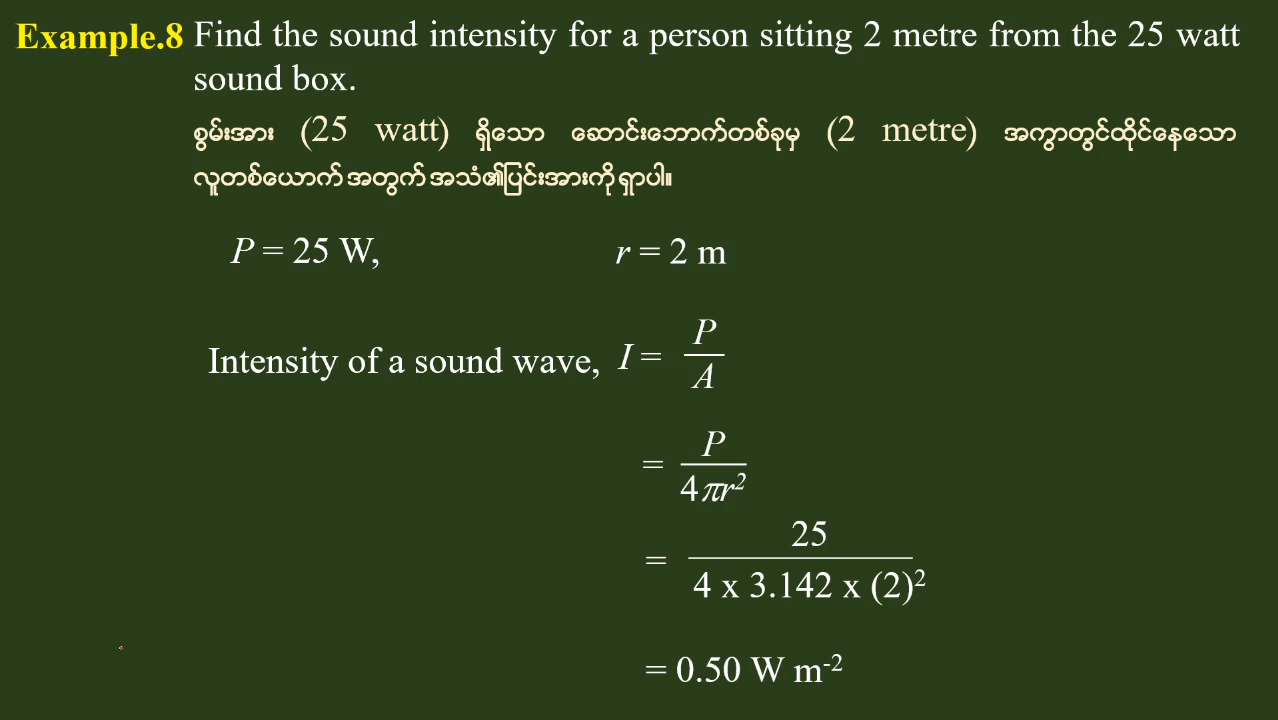 Example.8 Find the sound intensity for a person sitting 2 metre from the 25 watt
sound box.
စွမ်းအား (25 watt) ရှိသော ဆောင်းဘောက်တစ်ခုမှ (2 metre) အကွာတွင်ထိုင်နေသော
လူတစ်ယောက် အတွက် အသံ၏ပြင်းအားကို ရှာပါ။
P = 25 W, r = 2 m
Intensity of a sound wave, I = P/A
= P/4πr²
= 25/4 x 3.142 x (2)²
= 0.50 W m⁻²